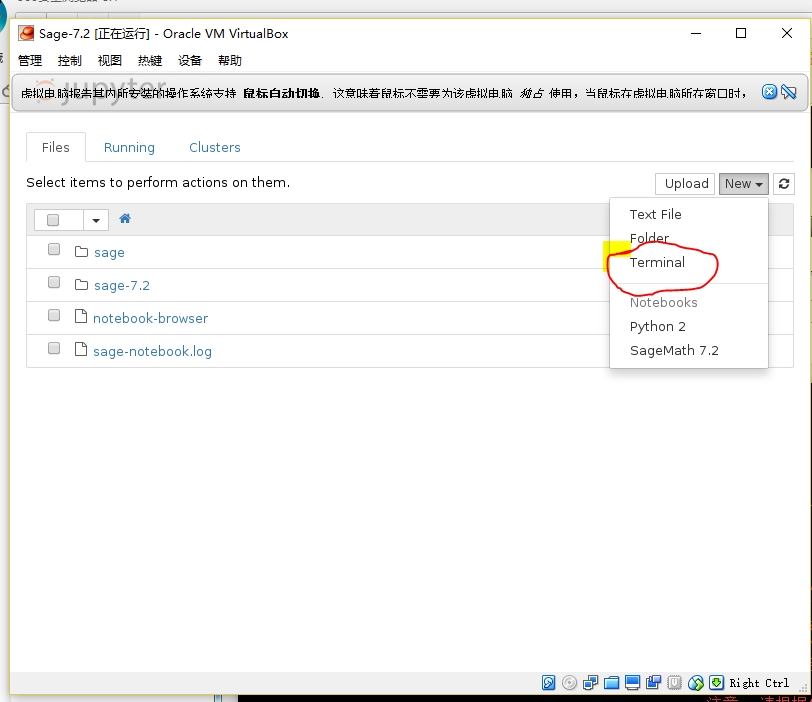 Sage-7.2 [正在运行] - Oracle VM VirtualBox
管理 控制 视图 热键 设备 帮助
jupyter
虚拟电脑报告其内所安装的操作系统支持 鼠标自动切换. 这意味着鼠标不需要为该虚拟电脑 独占 使用，当鼠标在虚拟电脑所在窗口时，
Files Running Clusters
Select items to perform actions on them.
Upload New
Text File
Folder
Terminal
Notebooks
Python 2
SageMath 7.2
sage
sage-7.2
notebook-browser
sage-notebook.log
Right Ctrl